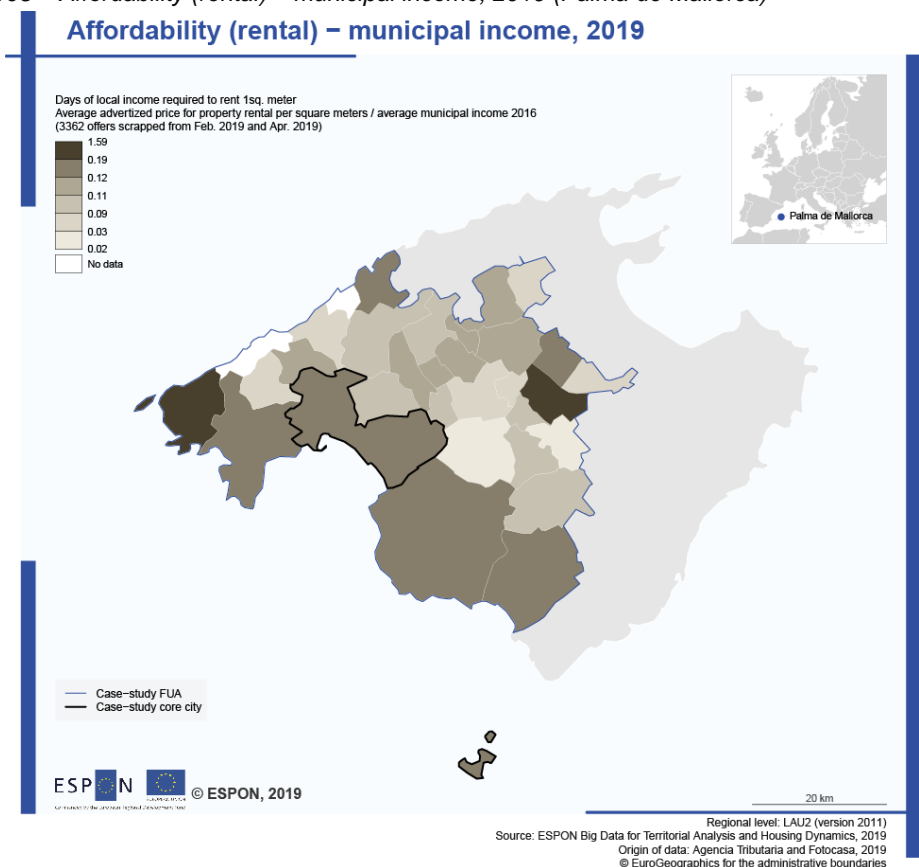 Affordability (rental) − municipal income, 2019
Days of local income required to rent 1sq. meter
Average advertized price for property rental per square meters / average municipal income 2016
(3362 offers scrapped from Feb. 2019 and Apr. 2019)
1.59
0.19
0.12
0.11
0.09
0.03
0.02
No data
Palma de Mallorca
Case−study FUA
Case−study core city
ESPON
© ESPON, 2019
20 km
Regional level: LAU2 (version 2011)
Source: ESPON Big Data for Territorial Analysis and Housing Dynamics, 2019
Origin of data: Agencia Tributaria and Fotocasa, 2019
© EuroGeographics for the administrative boundaries